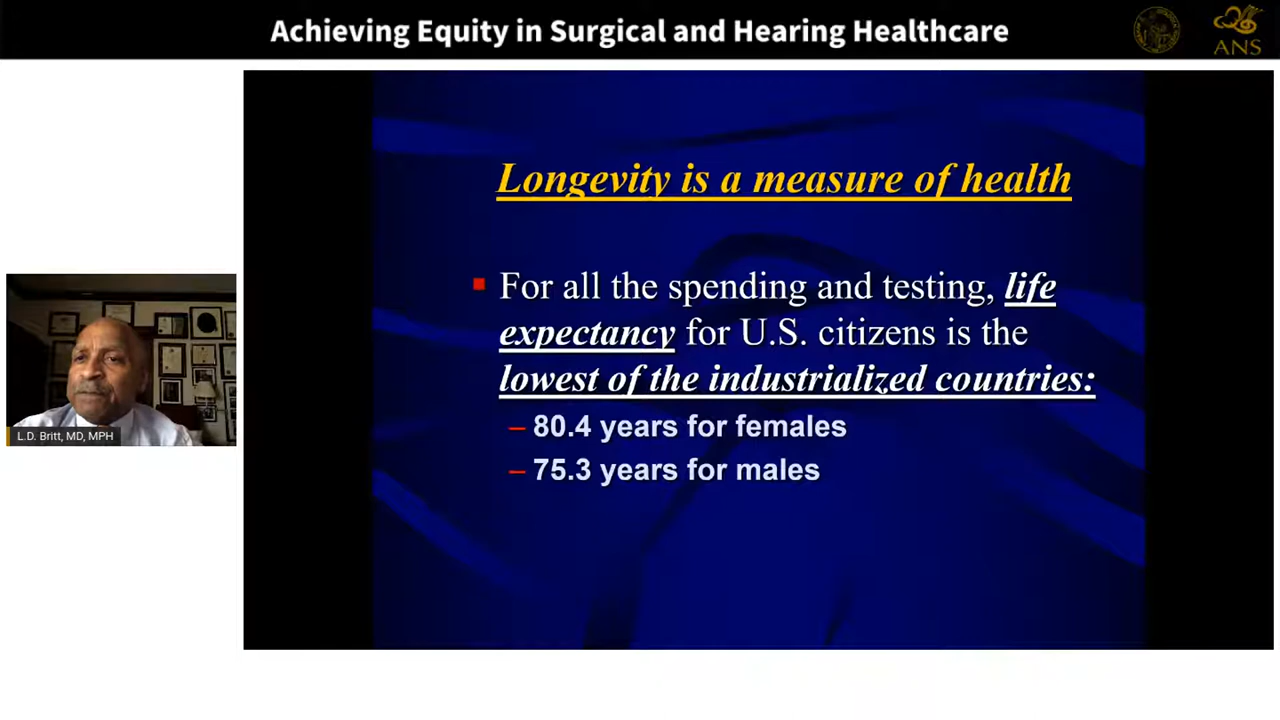 Achieving Equity in Surgical and Hearing Healthcare
ANS
Longevity is a measure of health
For all the spending and testing, life
expectancy for U.S. citizens is the
lowest of the industrialized countries:
– 80.4 years for females
– 75.3 years for males
L.D. Britt, MD, MPH